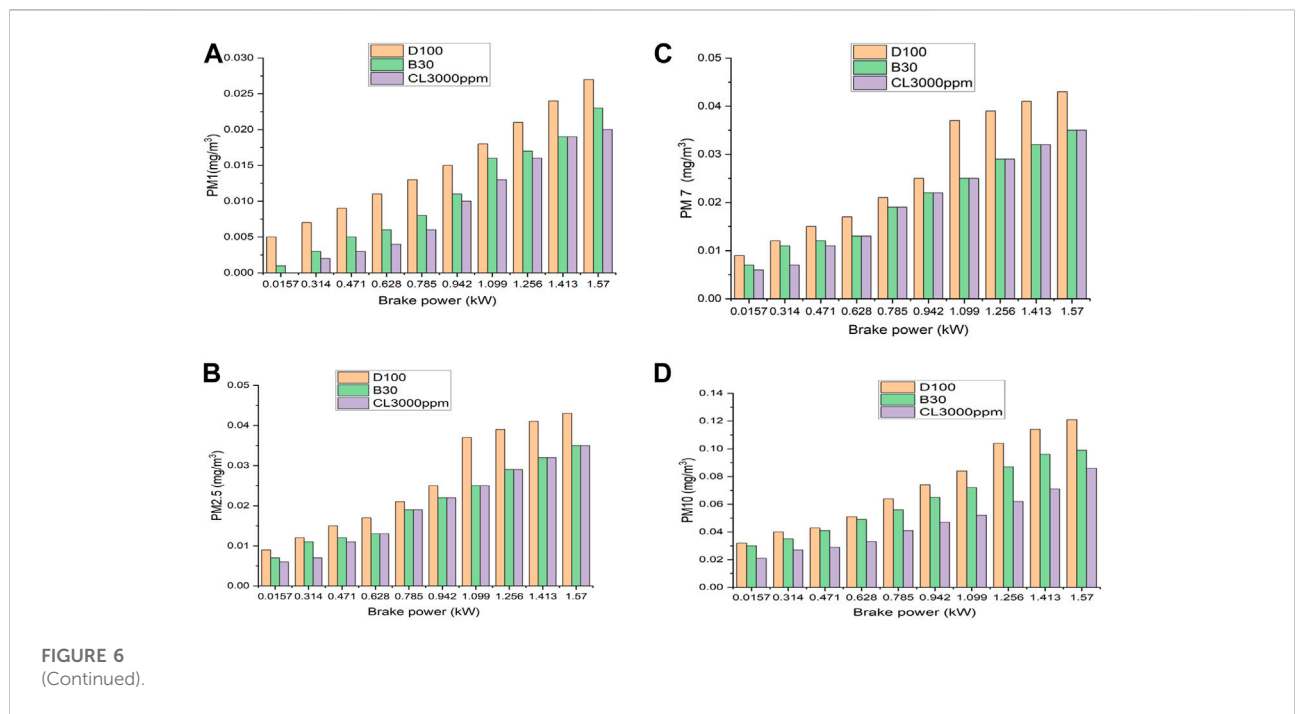 A
D100
B30
CL3000ppm
PM1(mg/m³)
0.030
0.025
0.020
0.015
0.010
0.005
0.000
0.0157 0.314 0.471 0.628 0.785 0.942 1.099 1.256 1.413 1.57
Brake power (kW)
C
D100
B30
CL3000ppm
PM 7 (mg/m³)
0.05
0.04
0.03
0.02
0.01
0.00
0.0157 0.314 0.471 0.628 0.785 0.942 1.099 1.256 1.413 1.57
Brake power (kW)
B
D100
B30
CL3000ppm
PM2.5 (mg/m³)
0.05
0.04
0.03
0.02
0.01
0.00
0.0157 0.314 0.471 0.628 0.785 0.942 1.099 1.256 1.413 1.57
Brake power (kW)
D
D100
B30
CL3000ppm
PM10 (mg/m³)
0.14
0.12
0.10
0.08
0.06
0.04
0.02
0.00
0.0157 0.314 0.471 0.628 0.785 0.942 1.099 1.256 1.413 1.57
Brake power (kW)
FIGURE 6
(Continued).